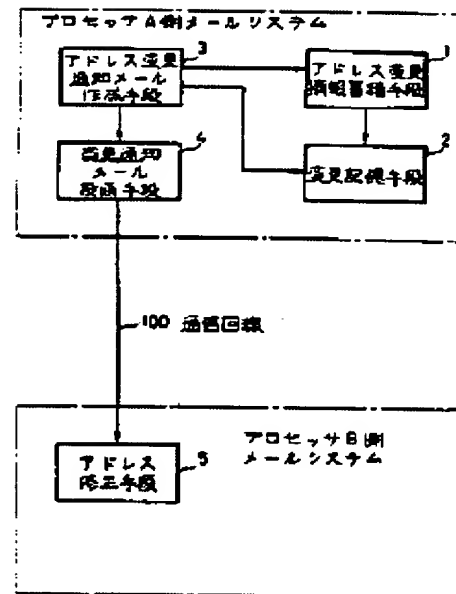 プロセッサA側メールシステム
3
アドレス変更
通知メール
作成手段
1
アドレス変更
情報蓄積手段
4
変更通知
メール
手段
2
変更記憶手段
100 通信回線
プロセッサB側
メールシステム
5
アドレス
修正手段